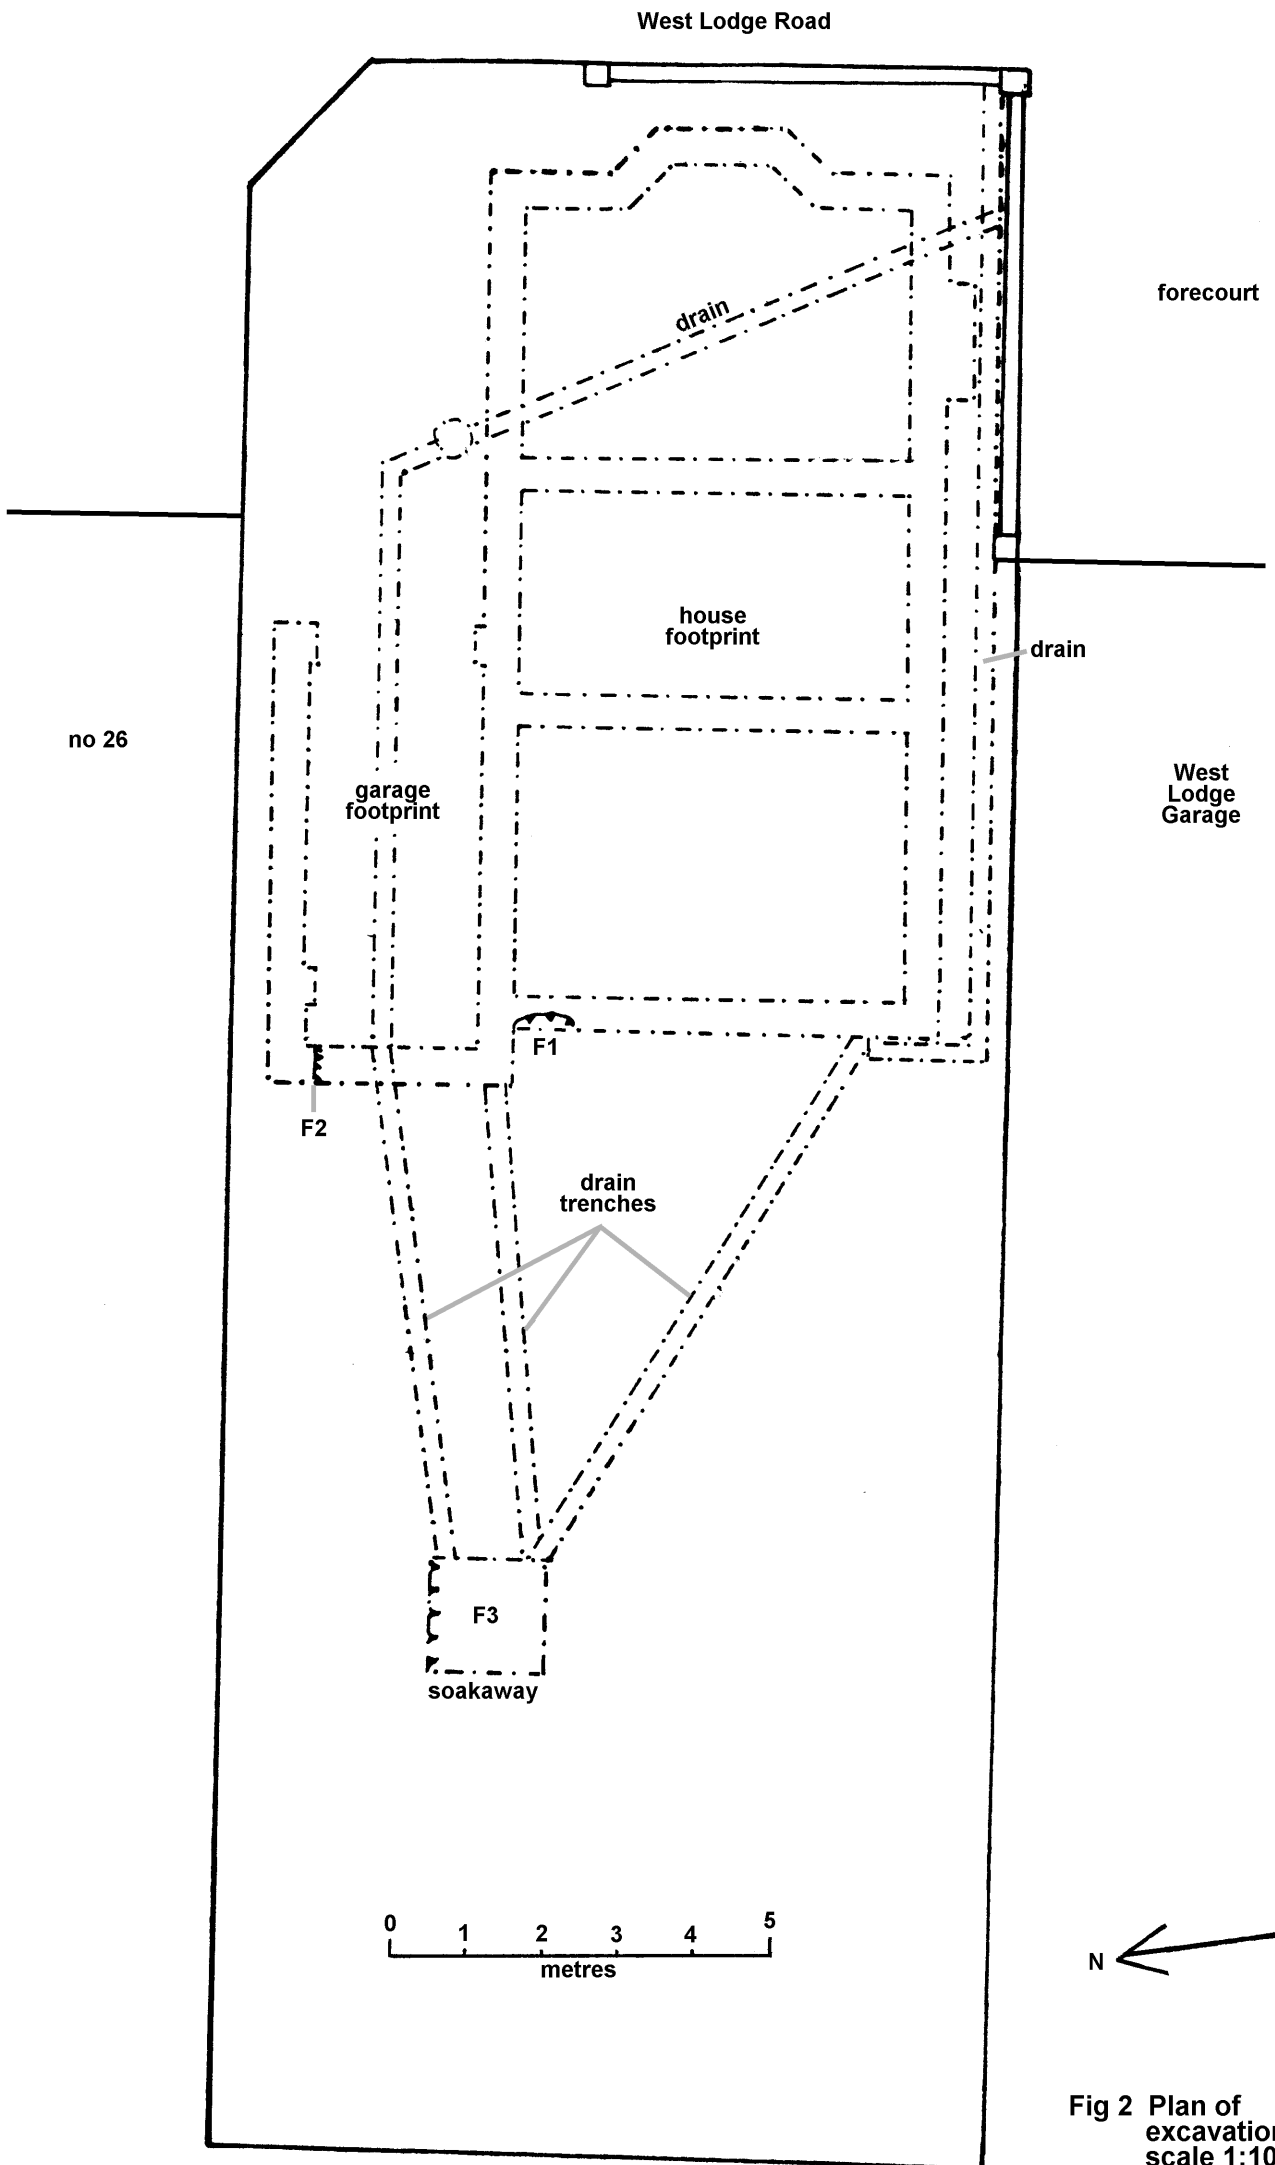 West Lodge Road
forecourt
drain
house
footprint
drain
no 26
garage
footprint
West
Lodge
Garage
F1
F2
drain
trenches
F3
soakaway
0 1 2 3 4 5
metres
N
Fig 2 Plan of
scale